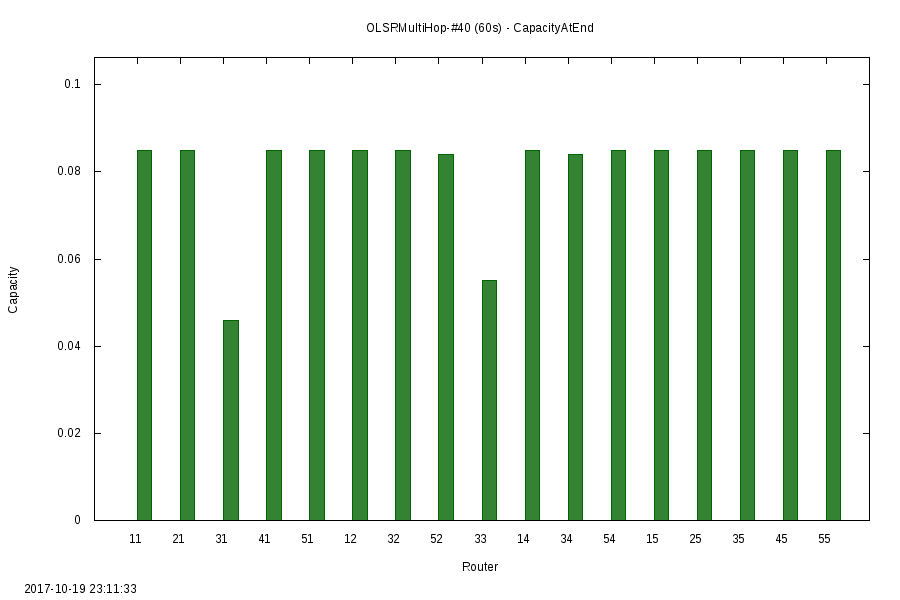 OLSRMultiHop-#40 (60s) - CapacityAtEnd
0.1
0.08
0.06
0.04
0.02
0
Capacity
11 21 31 41 51 12 32 52 33 14 34 54 15 25 35 45 55
Router
2017-10-19 23:11:33